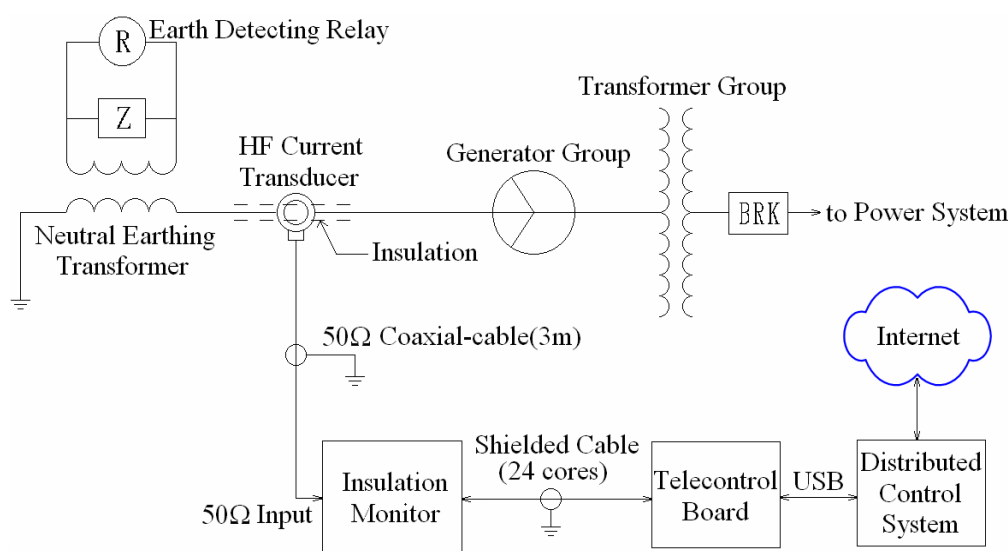 Earth Detecting Relay
R
Z
HF Current
Transducer
Neutral Earthing
Transformer
Insulation
Generator Group
Transformer Group
BRK
to Power System
50Ω Coaxial-cable(3m)
Internet
50Ω Input
Insulation
Monitor
Shielded Cable
(24 cores)
Telecontrol
Board
USB
Distributed
Control
System